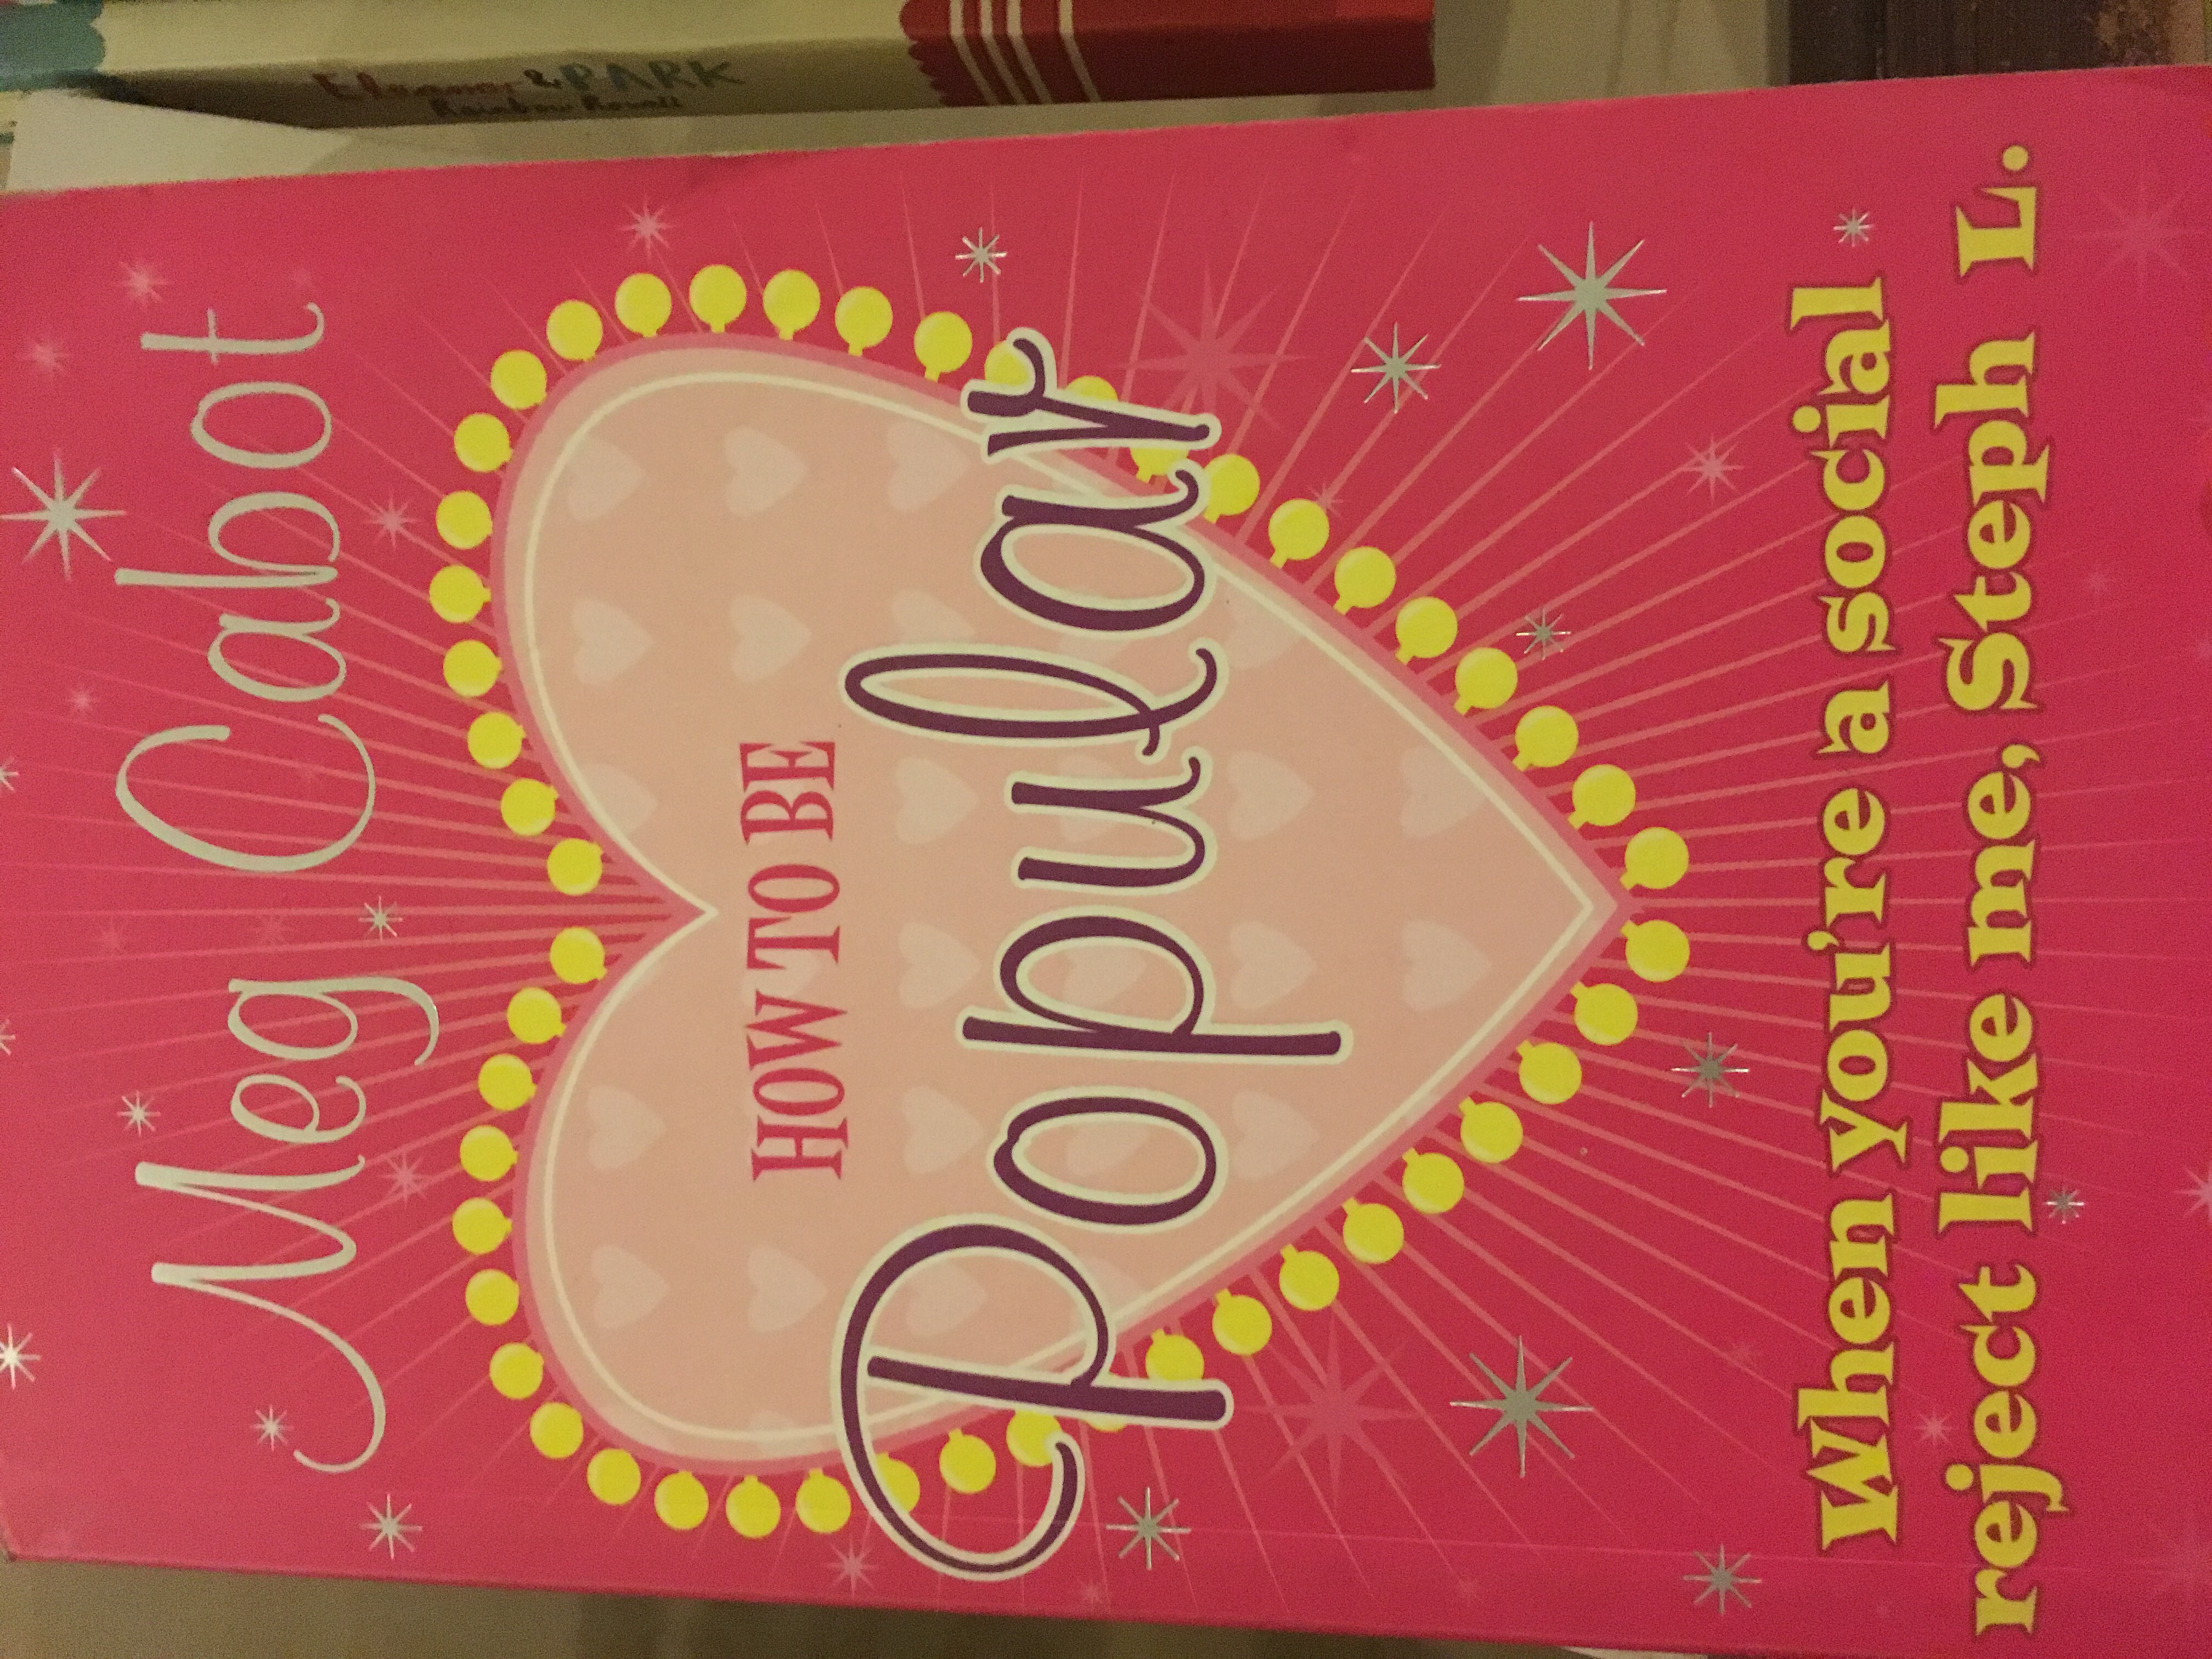 Eleanor & PARK
Rainbow Rowell
Meg Cabot
HOW TO BE
Popular
When you're a social
reject like me, Steph L.